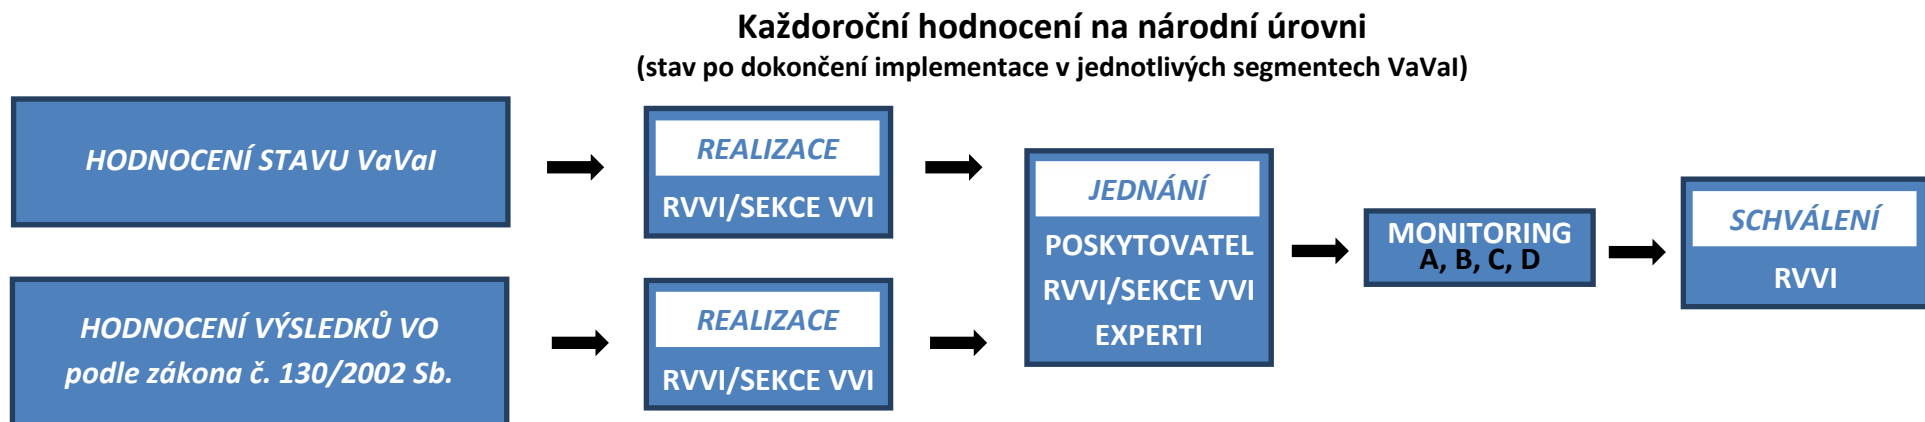 Každoroční hodnocení na národní úrovni
(stav po dokončení implementace v jednotlivých segmentech VaVaI)
HODNOCENÍ STAVU VaVaI
REALIZACE
RVVI/SEKCE VVI
HODNOCENÍ VÝSLEDKŮ VO
podle zákona č. 130/2002 Sb.
REALIZACE
RVVI/SEKCE VVI
JEDNÁNÍ
POSKYTOVATEL
RVVI/SEKCE VVI
EXPERTI
MONITORING
A, B, C, D
SCHVÁLENÍ
RVVI